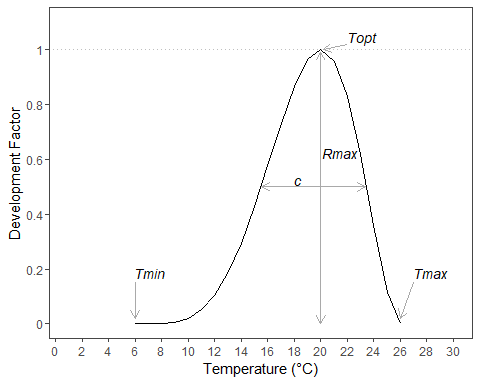 Topt
1
0.8
Rmax
0.6
c
0.4
Tmin
Tmax
0.2
0
0 2 4 6 8 10 12 14 16 18 20 22 24 26 28 30
Temperature (°C)
Development Factor